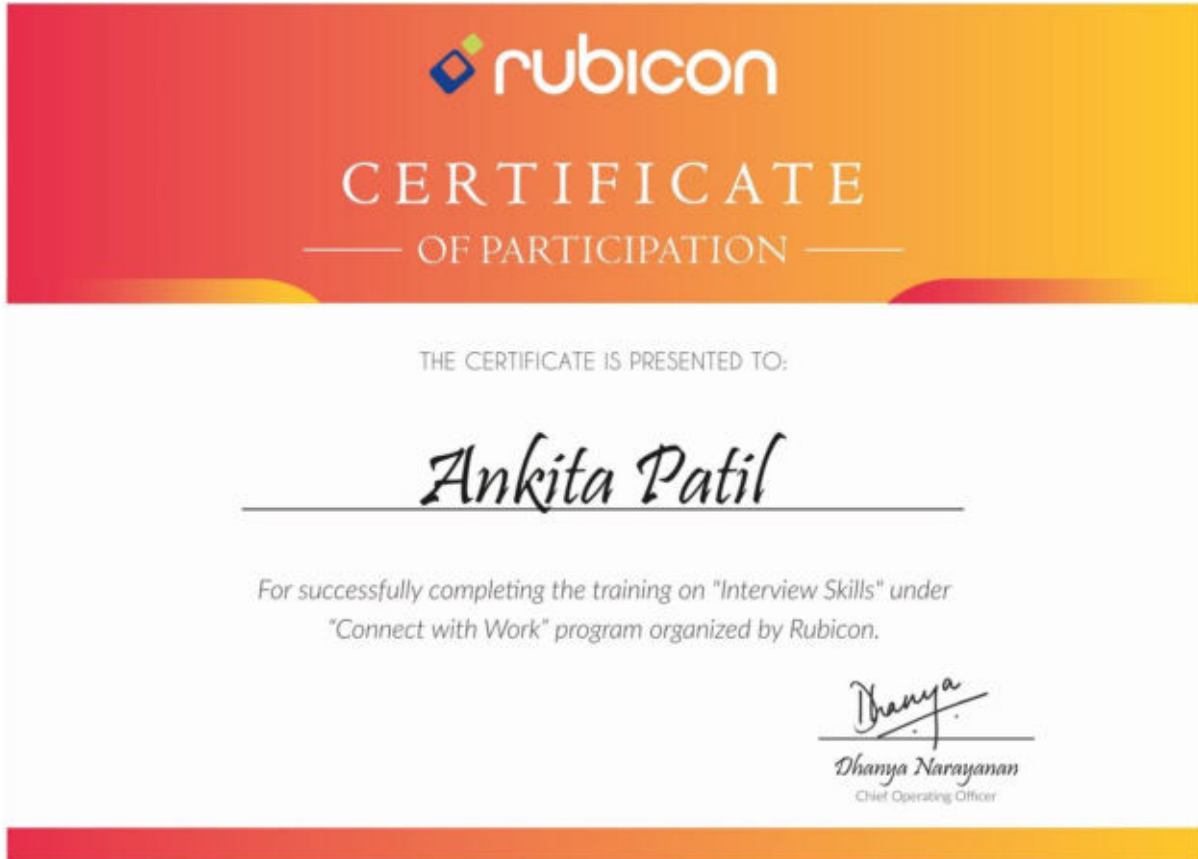 rubicon
CERTIFICATE
OF PARTICIPATION
THE CERTIFICATE IS PRESENTED TO:
Ankita Patil
For successfully completing the training on "Interview Skills" under
"Connect with Work" program organized by Rubicon.
Dhanya
Dhanya Narayanan
Chief Operating Officer